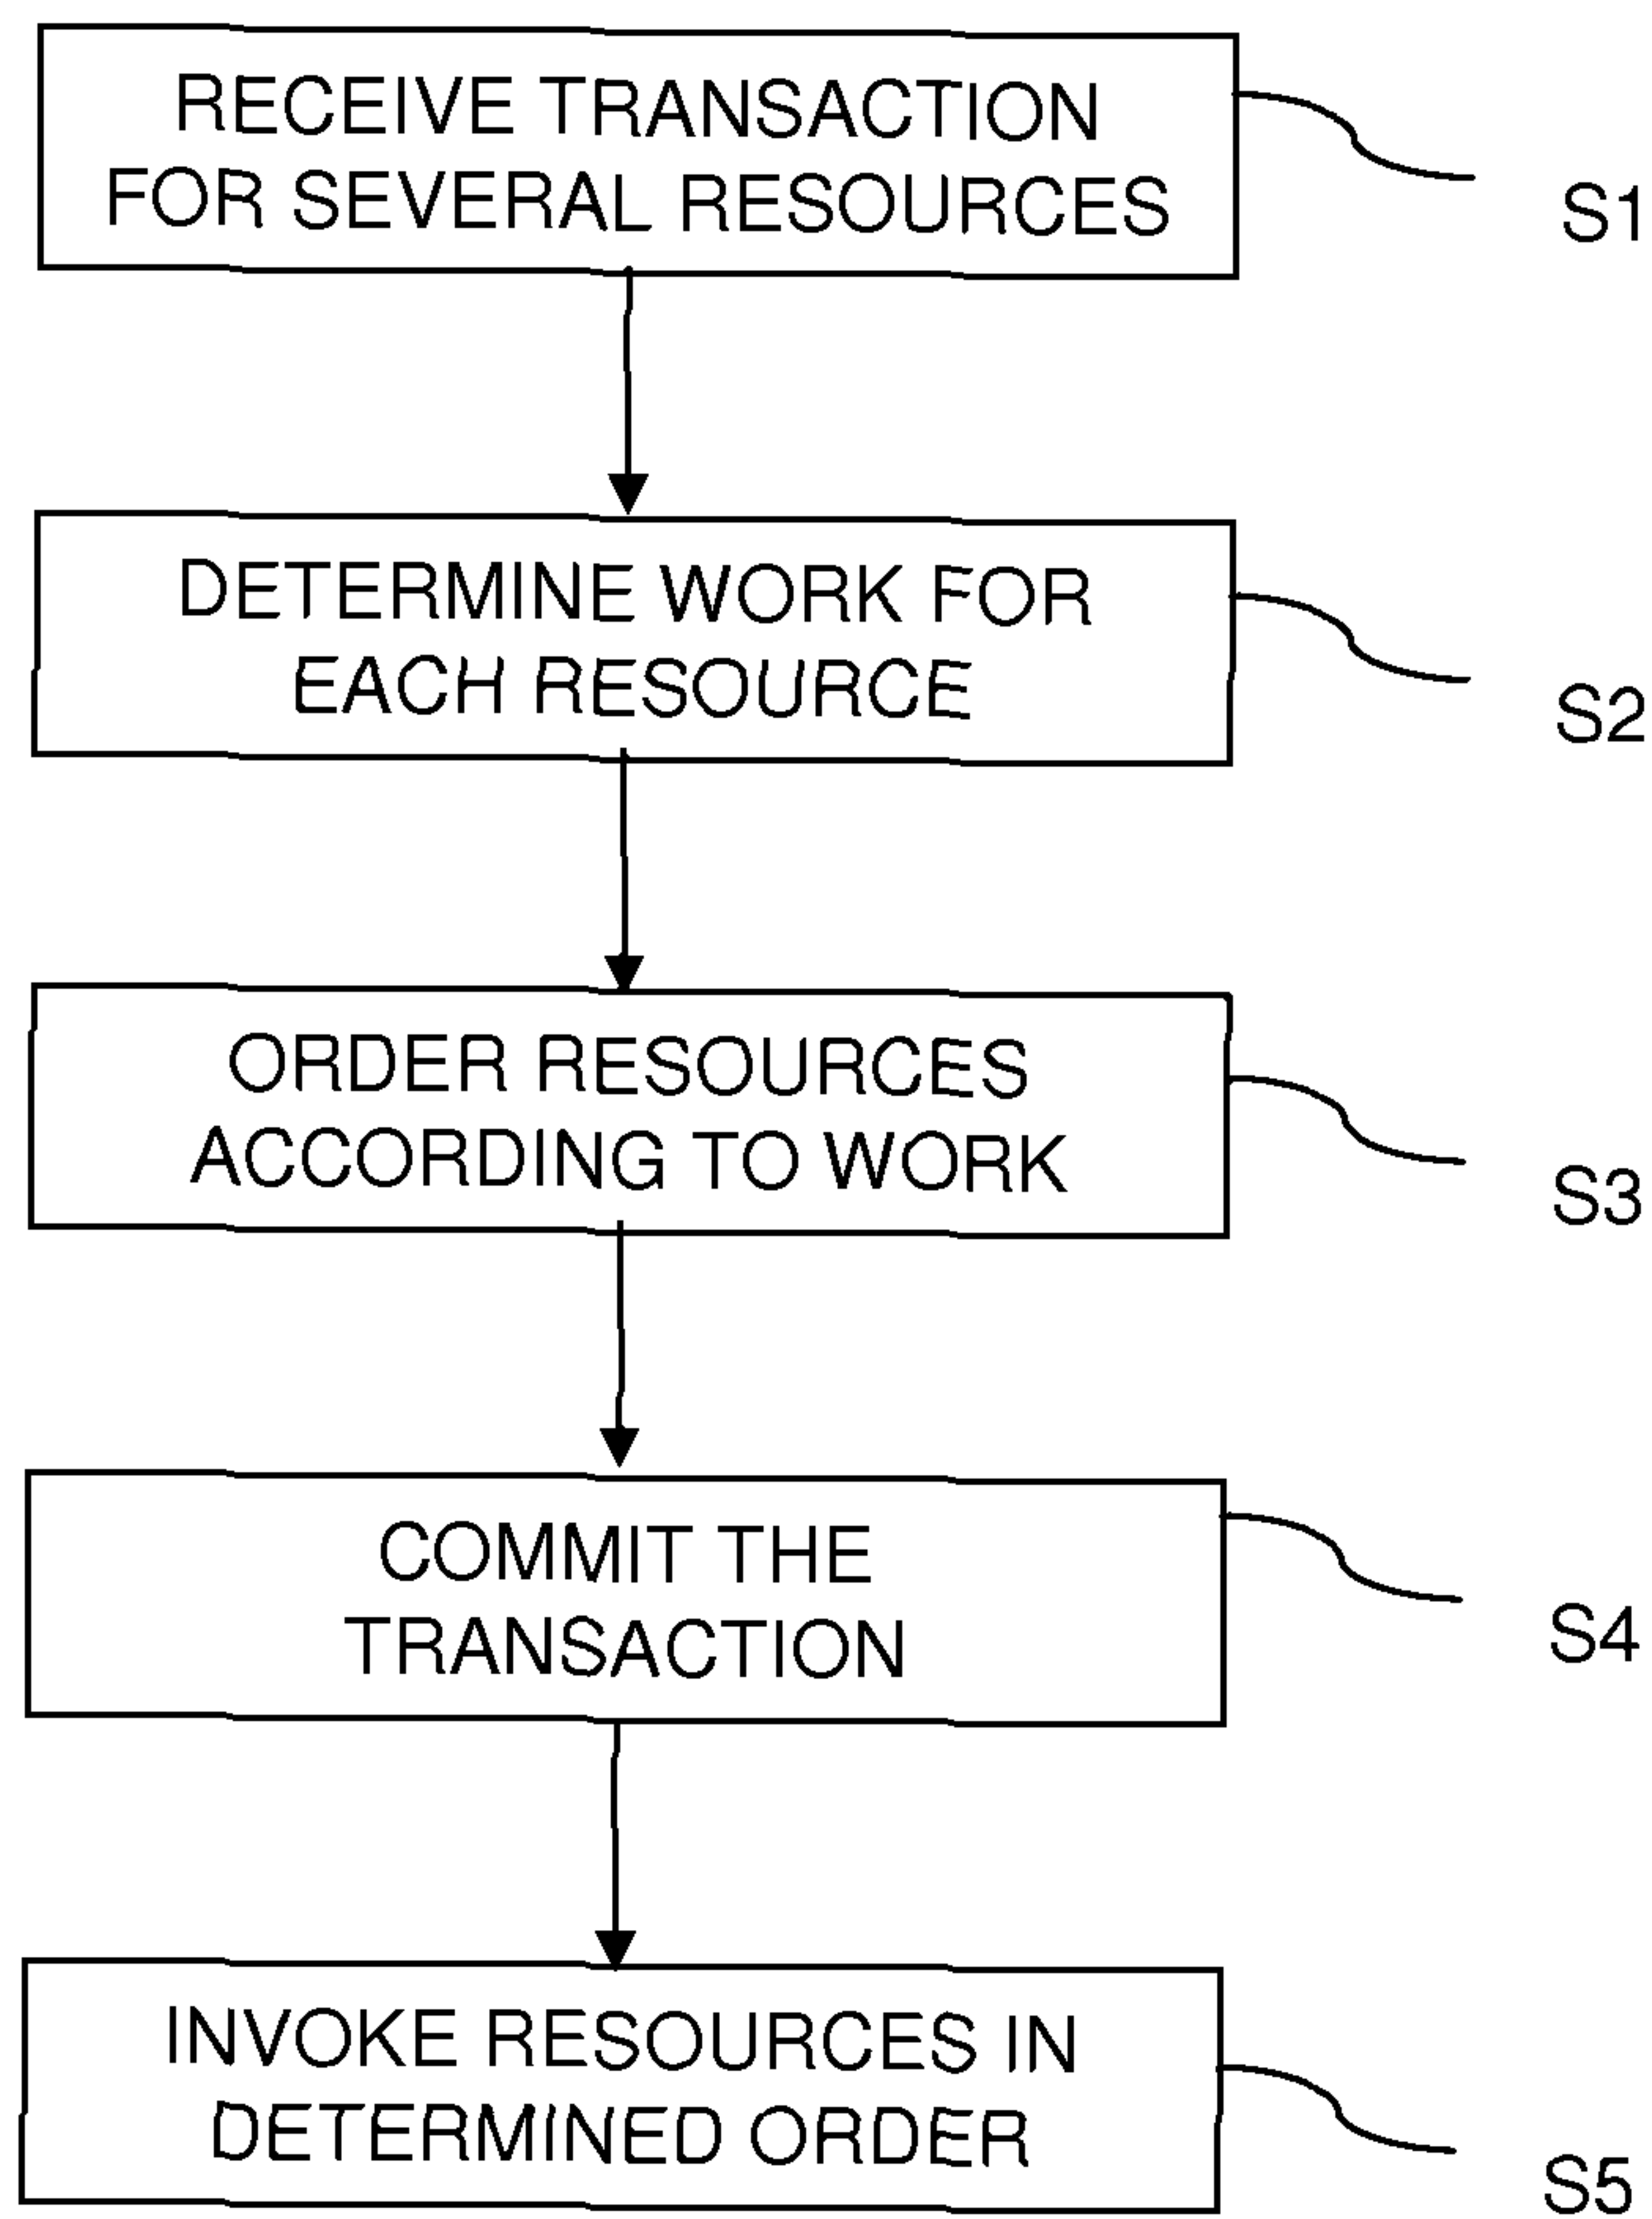 RECEIVE TRANSACTION
FOR SEVERAL RESOURCES
S1
DETERMINE WORK FOR
EACH RESOURCE
S2
ORDER RESOURCES
ACCORDING TO WORK
S3
COMMIT THE
TRANSACTION
S4
INVOKE RESOURCES IN
DETERMINED ORDER
S5